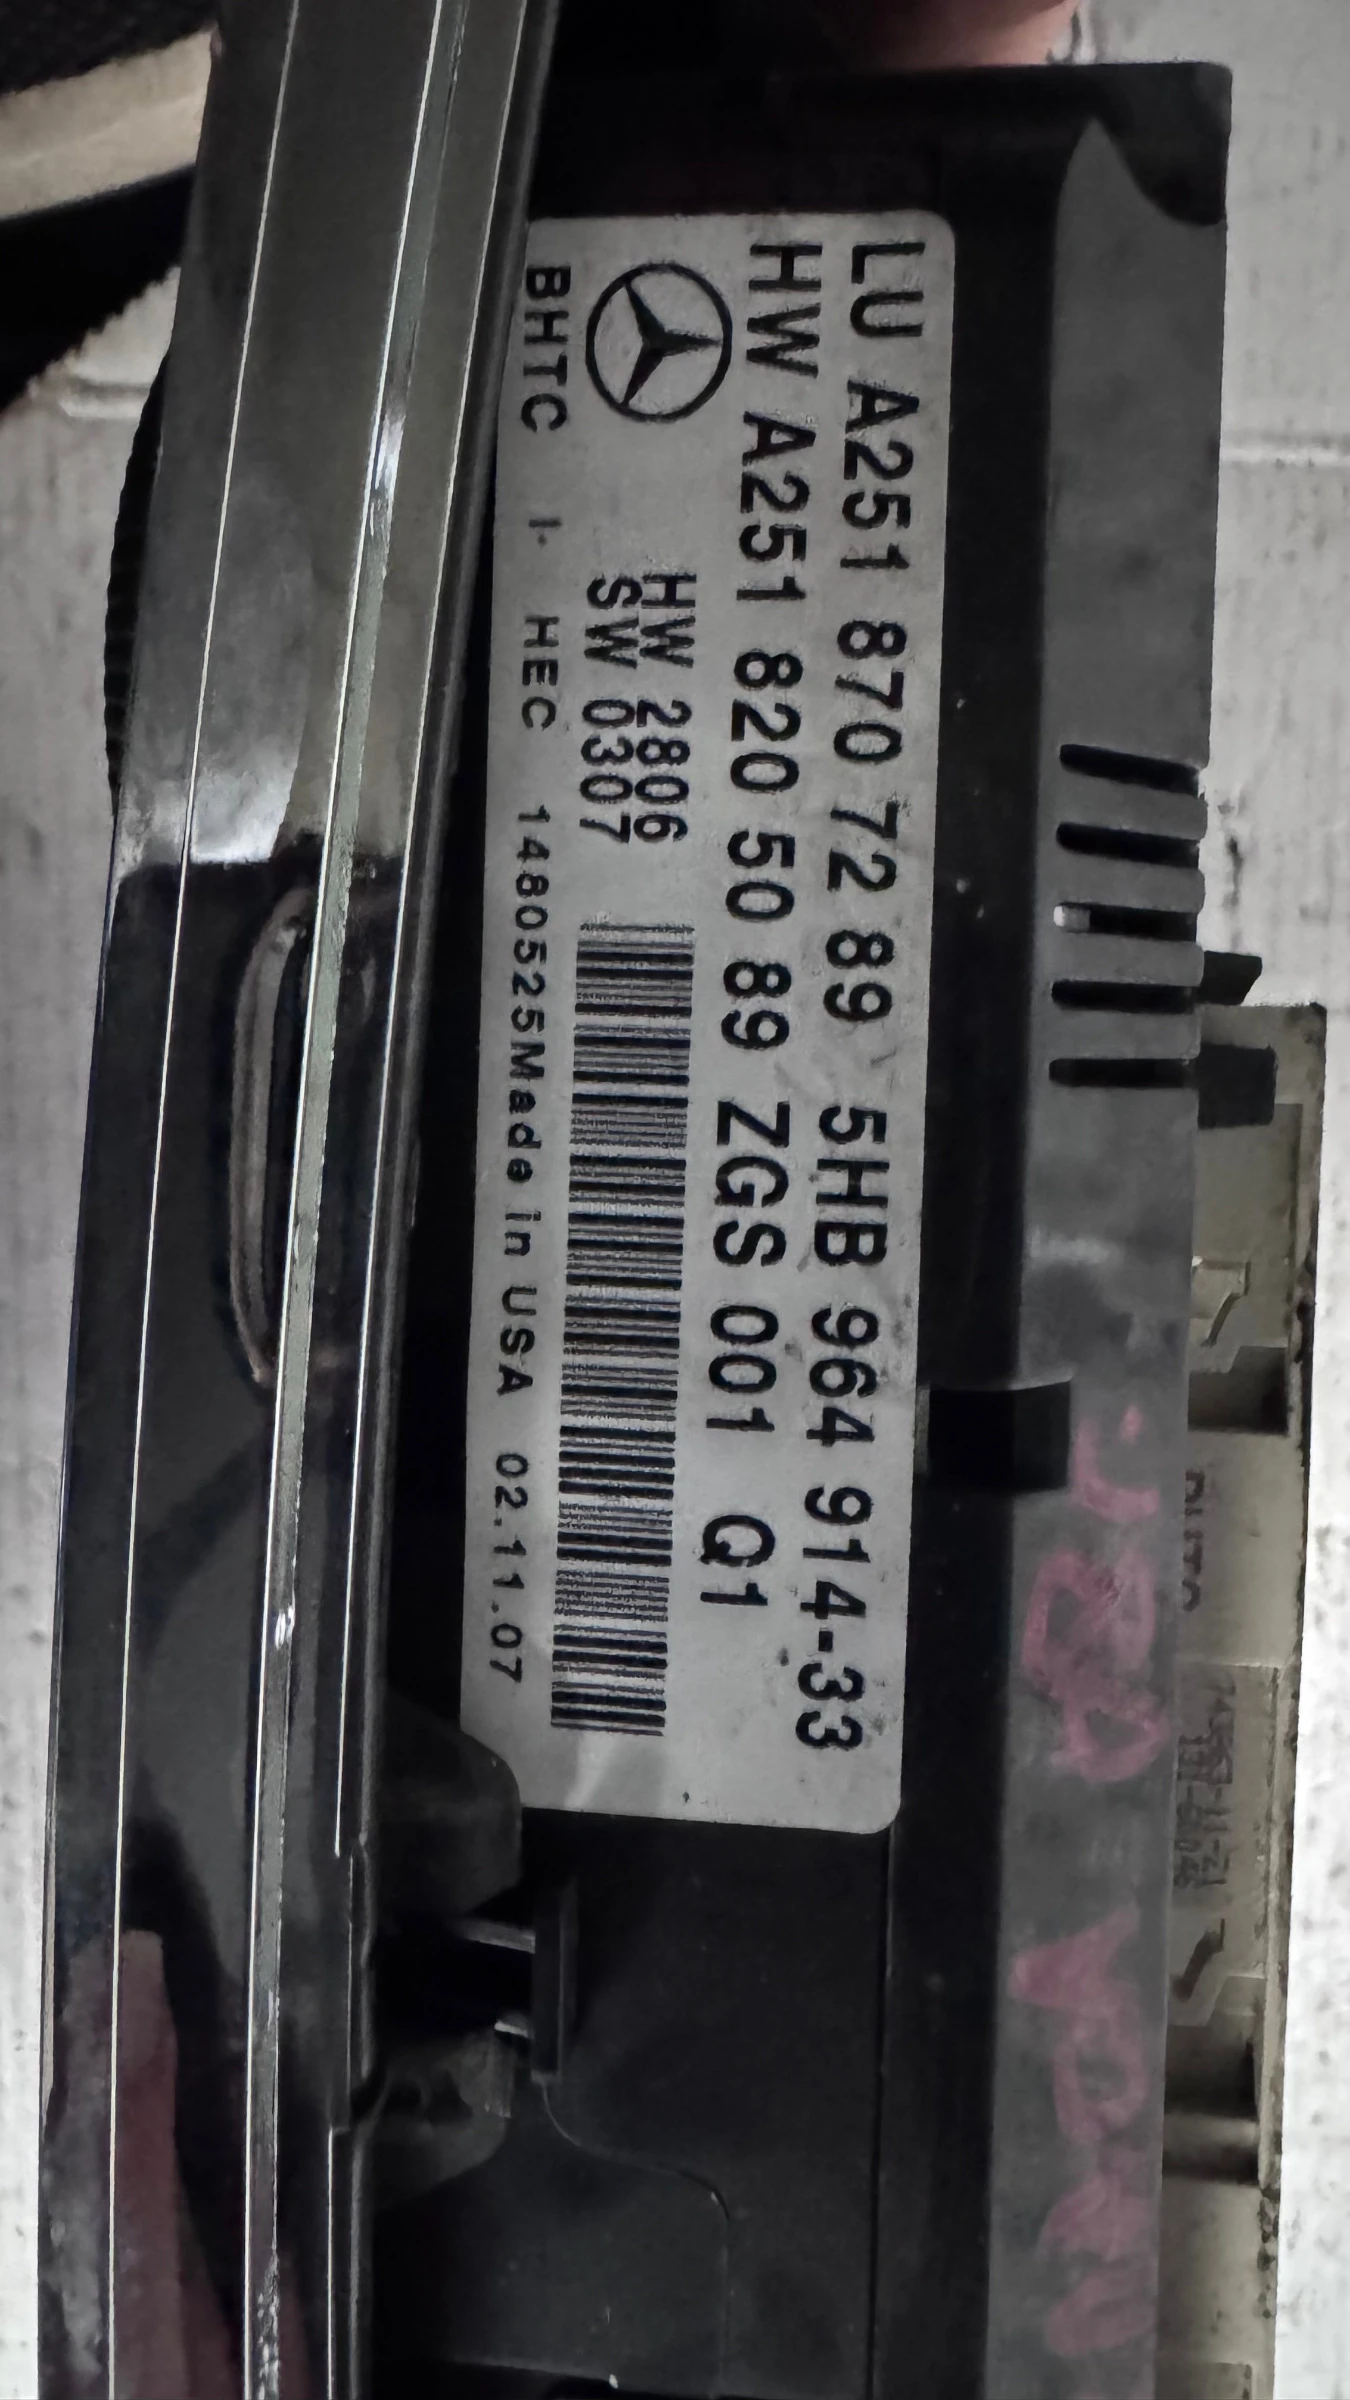 LU A251 870 72 89 5HB 964 914-33
HW A251 820 50 89 ZGS 001 Q1
HW 2806
SW 0307
BHTC I. HEC 1480525Made in USA 02.11.07